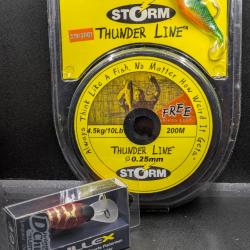 STORM
THUNDER LINE
Always Think Like A Fish, No Matter How Weird It Gets.
FREE
4.5kg/10Lb
200M
THUNDER LINE
Ø 0.25mm
STORM